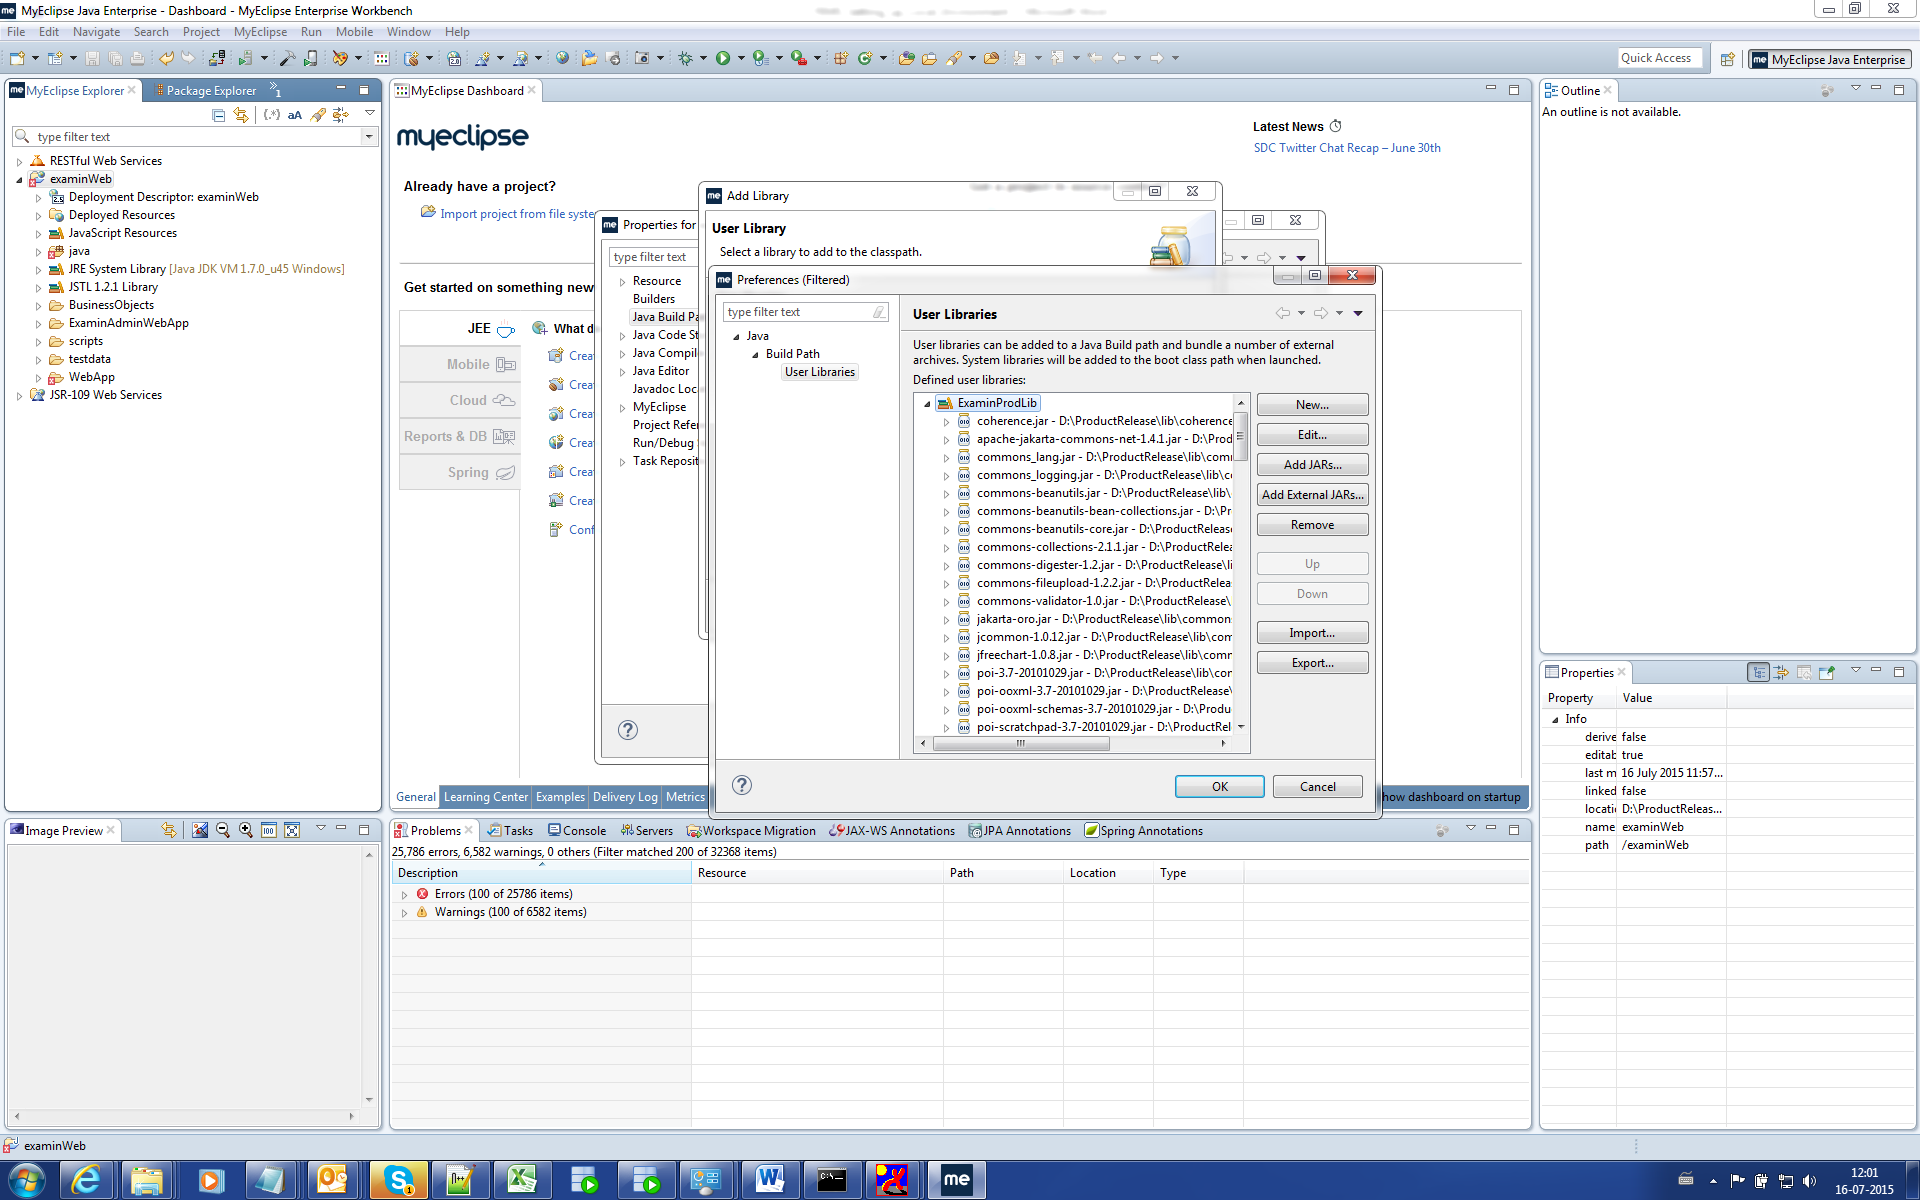 MyEclipse Java Enterprise - Dashboard - MyEclipse Enterprise Workbench
File Edit Navigate Search Project MyEclipse Run Mobile Window Help
Quick Access
MyEclipse Java Enterprise
MyEclipse Explorer
Package Explorer
type filter text
RESTful Web Services
examinWeb
Deployment Descriptor: examinWeb
Deployed Resources
JavaScript Resources
java
JRE System Library [Java JDK VM 1.7.0_u45 Windows]
JSTL 1.2.1 Library
BusinessObjects
ExaminAdminWebApp
scripts
testdata
WebApp
JSR-109 Web Services
MyEclipse Dashboard
myeclipse
Latest News
SDC Twitter Chat Recap – June 30th
Already have a project?
Import project from file syste
Get started on something new
JEE
What d
Mobile
Cloud
Reports & DB
Spring
Crea
Crea
Crea
Crea
Crea
Crea
Conf
General Learning Center Examples Delivery Log Metrics
how dashboard on startup
Properties for
type filter text
Resource
Builders
Java Build Pa
Java Code St
Java Compil
Java Editor
Javadoc Loc
MyEclipse
Project Refer
Run/Debug
Task Reposit
Add Library
User Library
Select a library to add to the classpath.
Preferences (Filtered)
type filter text
Java
Build Path
User Libraries
User Libraries
User libraries can be added to a Java Build path and bundle a number of external
archives. System libraries will be added to the boot class path when launched.
Defined user libraries:
ExaminProdLib
coherence.jar - D:\ProductRelease\lib\coherence
apache-jakarta-commons-net-1.4.1.jar - D:\Prod
commons_lang.jar - D:\ProductRelease\lib\comr
commons_logging.jar - D:\ProductRelease\lib\cc
commons-beanutils.jar - D:\ProductRelease\lib\
commons-beanutils-bean-collections.jar - D:\Pr
commons-beanutils-core.jar - D:\ProductRelease
commons-collections-2.1.1.jar - D:\ProductRelea
commons-digester-1.2.jar - D:\ProductRelease\li
commons-fileupload-1.2.2.jar - D:\ProductRelea
commons-validator-1.0.jar - D:\ProductRelease\
jakarta-oro.jar - D:\ProductRelease\lib\common
jcommon-1.0.12.jar - D:\ProductRelease\lib\com
jfreechart-1.0.8.jar - D:\ProductRelease\lib\comr
poi-3.7-20101029.jar - D:\ProductRelease\lib\con
poi-ooxml-3.7-20101029.jar - D:\ProductRelease\
poi-ooxml-schemas-3.7-20101029.jar - D:\Produ
poi-scratchpad-3.7-20101029.jar - D:\ProductRel
New...
Edit...
Add JARs...
Add External JARs...
Remove
Up
Down
Import...
Export...
OK
Cancel
Outline
An outline is not available.
Properties
Property Value
Info
derive false
editab true
last m 16 July 2015 11:57...
linked false
locati D:\ProductReleas...
name examinWeb
path /examinWeb
Image Preview
Problems Tasks Console Servers Workspace Migration JAX-WS Annotations JPA Annotations Spring Annotations
25,786 errors, 6,582 warnings, 0 others (Filter matched 200 of 32368 items)
Description Resource Path Location Type
Errors (100 of 25786 items)
Warnings (100 of 6582 items)
examinWeb
12:01
16-07-2015